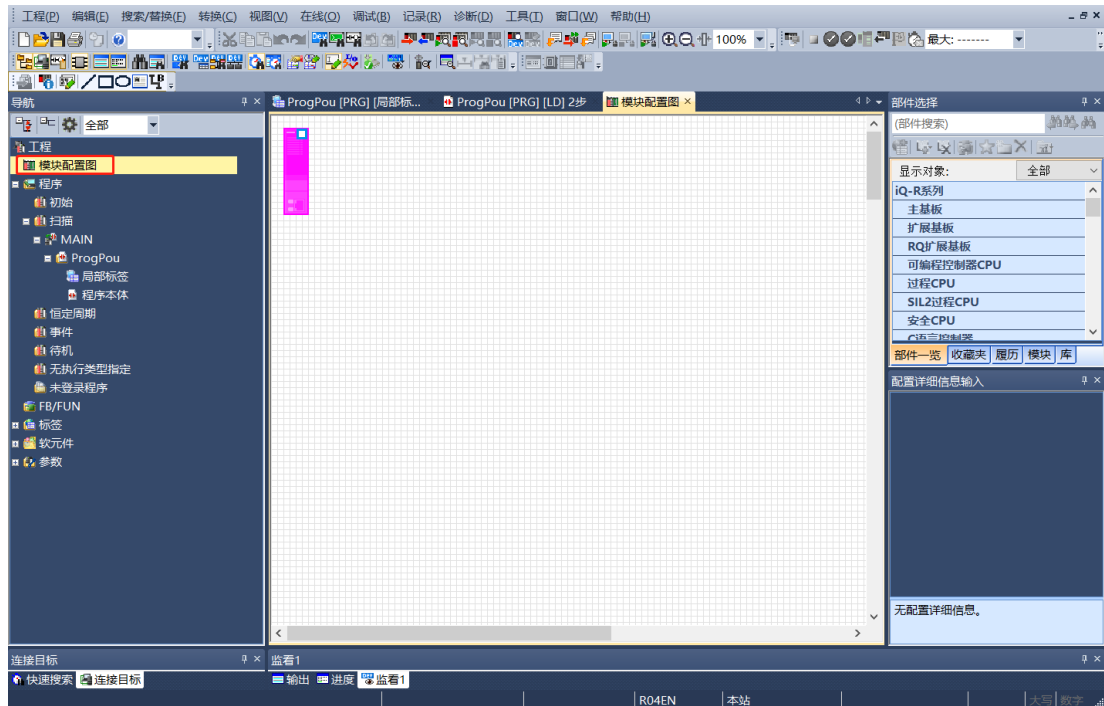 工程(P) 编辑(E) 搜索/替换(F) 转换(C) 视图(V) 在线(O) 调试(B) 记录(R) 诊断(D) 工具(T) 窗口(W) 帮助(H)
100% 最大: -------
导航
ProgPou [PRG] [局部标...
ProgPou [PRG] [LD] 2步
模块配置图
部件选择
全部
(部件搜索)
工程
模块配置图
程序
初始
扫描
MAIN
ProgPou
局部标签
程序本体
恒定周期
事件
待机
无执行类型指定
未登录程序
FB/FUN
标签
软元件
参数
显示对象: 全部
iQ-R系列
主基板
扩展基板
RQ扩展基板
可编程控制器CPU
过程CPU
SIL2过程CPU
安全CPU
C语言控制器
部件一览 收藏夹 履历 模块 库
配置详细信息输入
无配置详细信息。
连接目标
监看1
快速搜索 连接目标
输出 进度 监看1
R04EN 本站 大写 数字